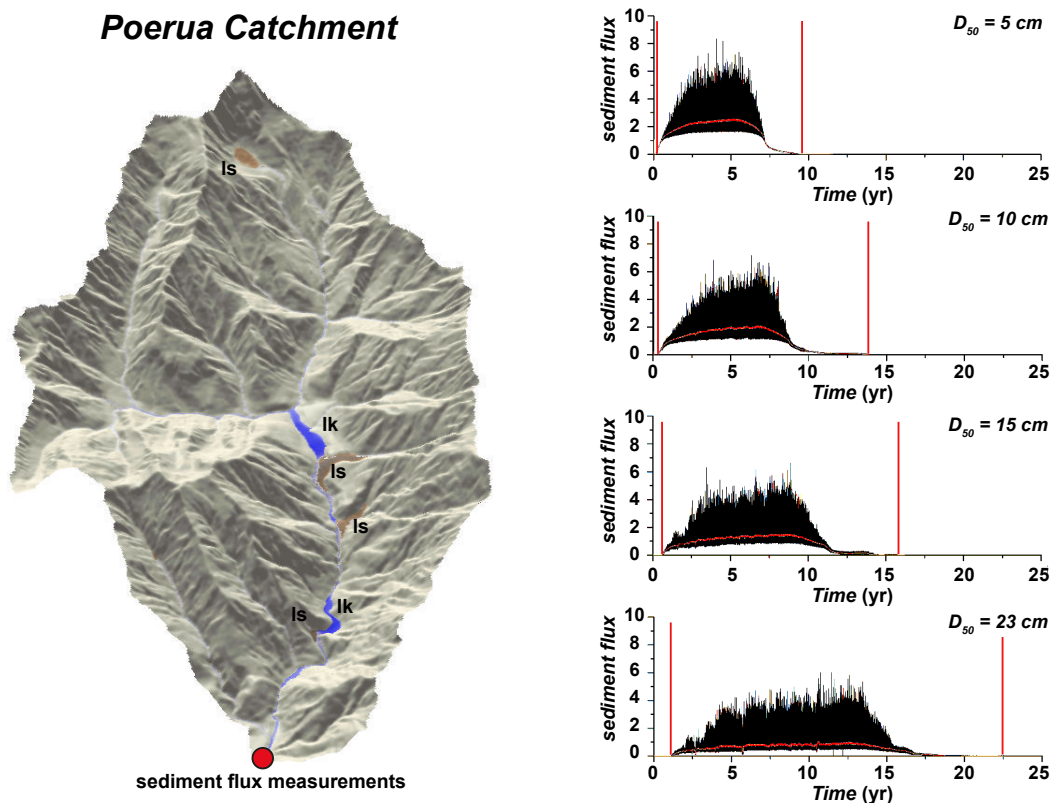 Poerua Catchment
ls
lk
ls
ls
ls
lk
sediment flux measurements
D50 = 5 cm
sediment flux
10
8
6
4
2
0
0 5 10 15 20 25
Time (yr)
D50 = 10 cm
sediment flux
10
8
6
4
2
0
0 5 10 15 20 25
Time (yr)
D50 = 15 cm
sediment flux
10
8
6
4
2
0
0 5 10 15 20 25
Time (yr)
D50 = 23 cm
sediment flux
10
8
6
4
2
0
0 5 10 15 20 25
Time (yr)